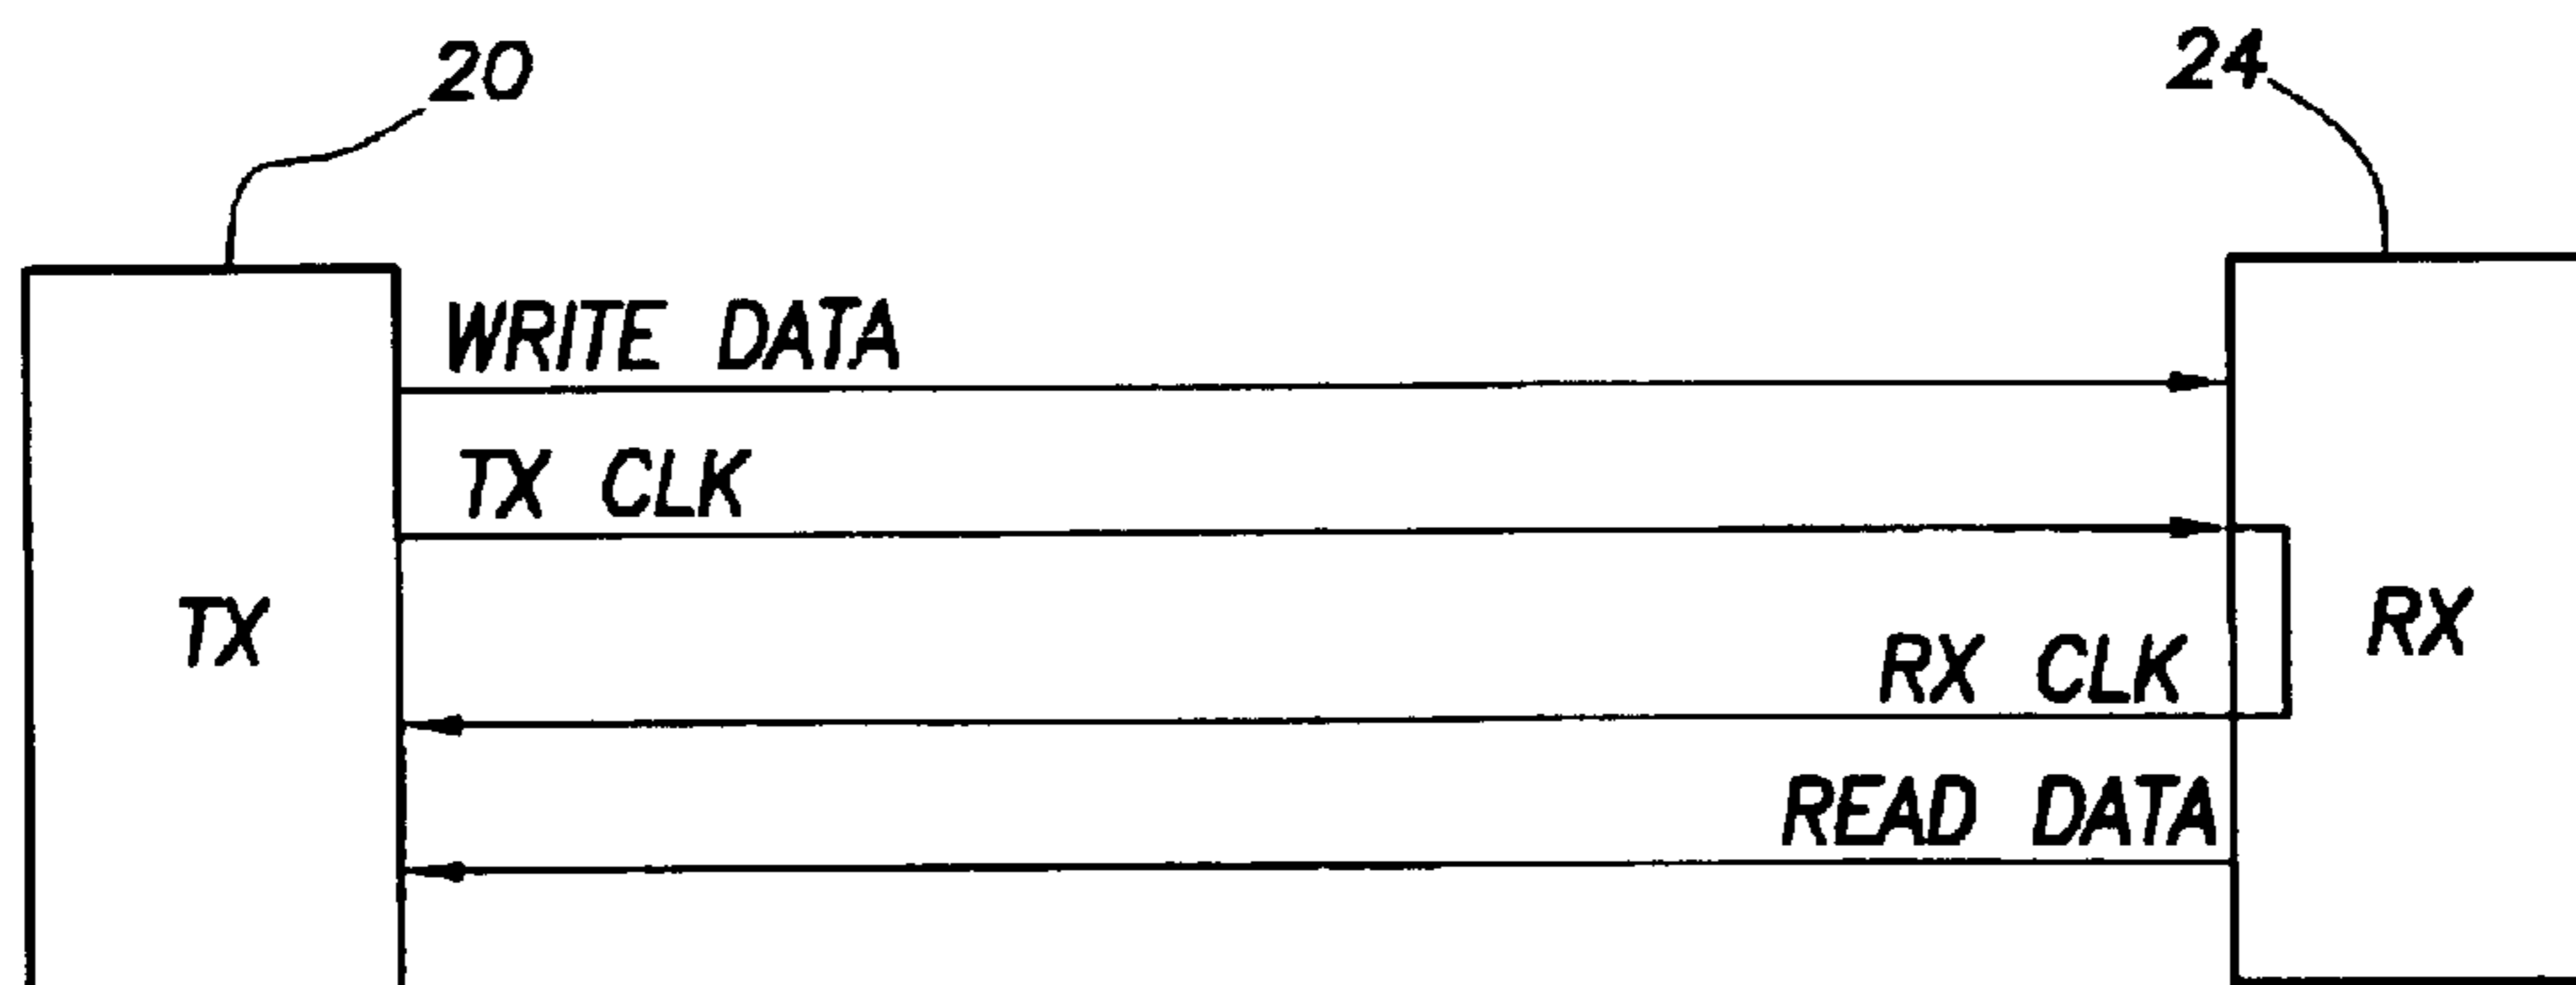 20
24
WRITE DATA
TX CLK
TX
RX
RX CLK
READ DATA